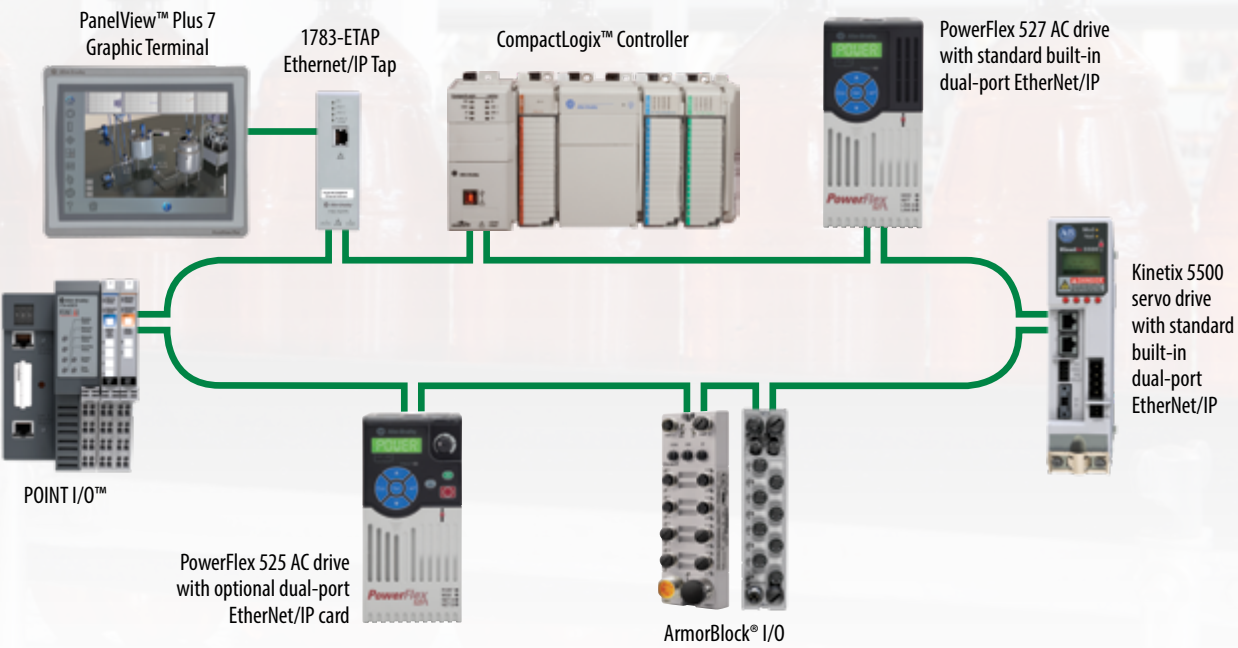 PanelView™ Plus 7
Graphic Terminal
1783-ETAP
Ethernet/IP Tap
CompactLogix™ Controller
PowerFlex 527 AC drive
with standard built-in
dual-port EtherNet/IP
POWER
PowerFlex
Kinetix 5500
servo drive
with standard
built-in
dual-port
EtherNet/IP
POINT I/O™
POWER
PowerFlex
PowerFlex 525 AC drive
with optional dual-port
EtherNet/IP card
ArmorBlock® I/O